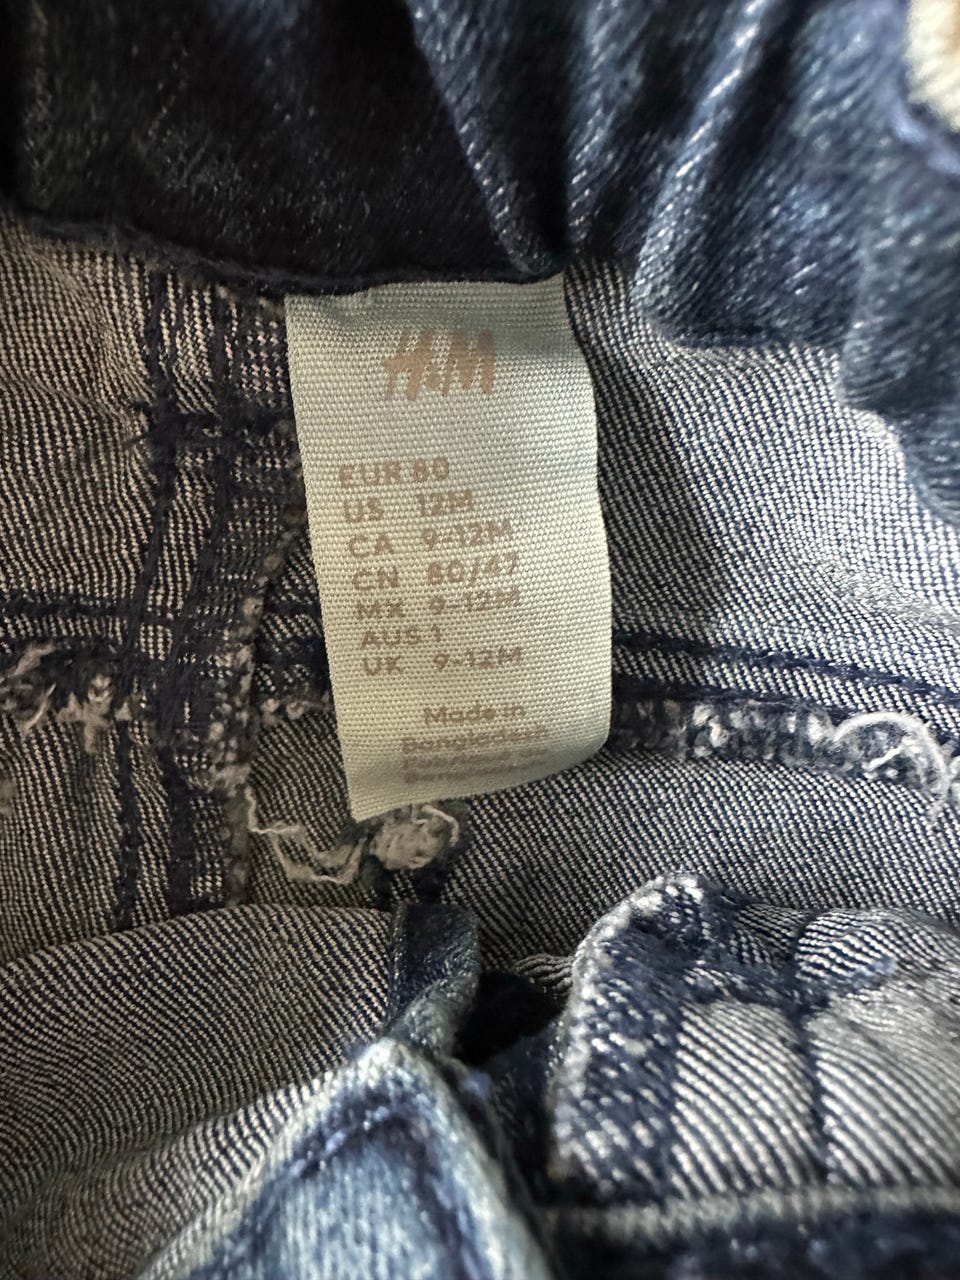 H&M
EUR 80
US 12M
CA 9-12M
CN 80/47
MX 9-12M
AUS 1
UK 9-12M
Made in
Bangladesh